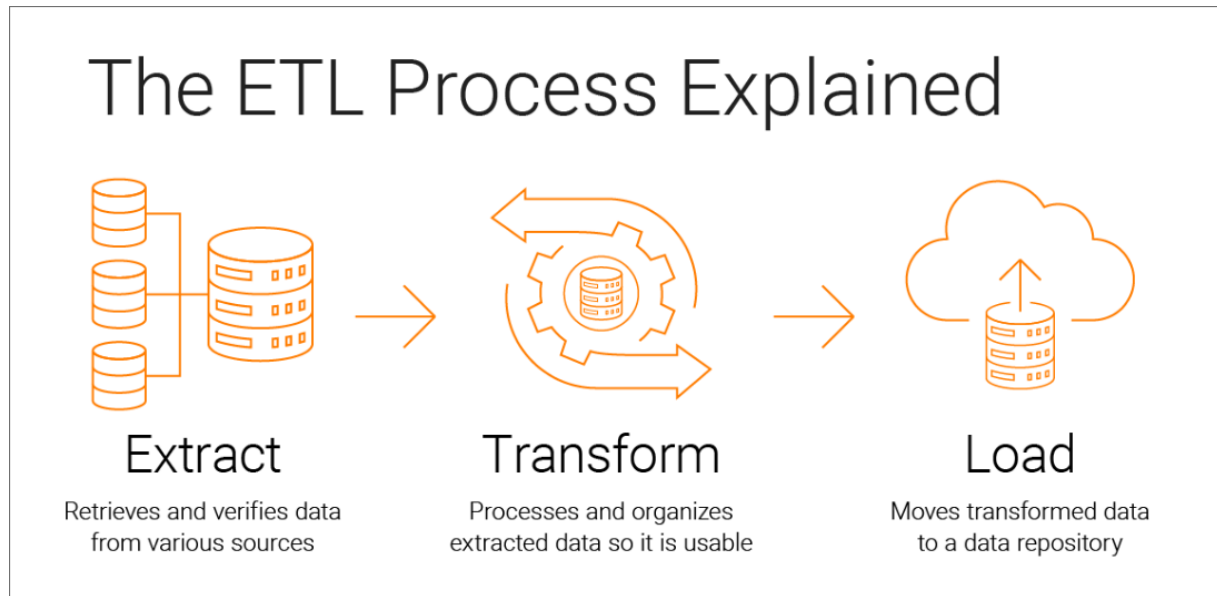 The ETL Process Explained
Extract
Retrieves and verifies data
from various sources
Transform
Processes and organizes
extracted data so it is usable
Load
Moves transformed data
to a data repository